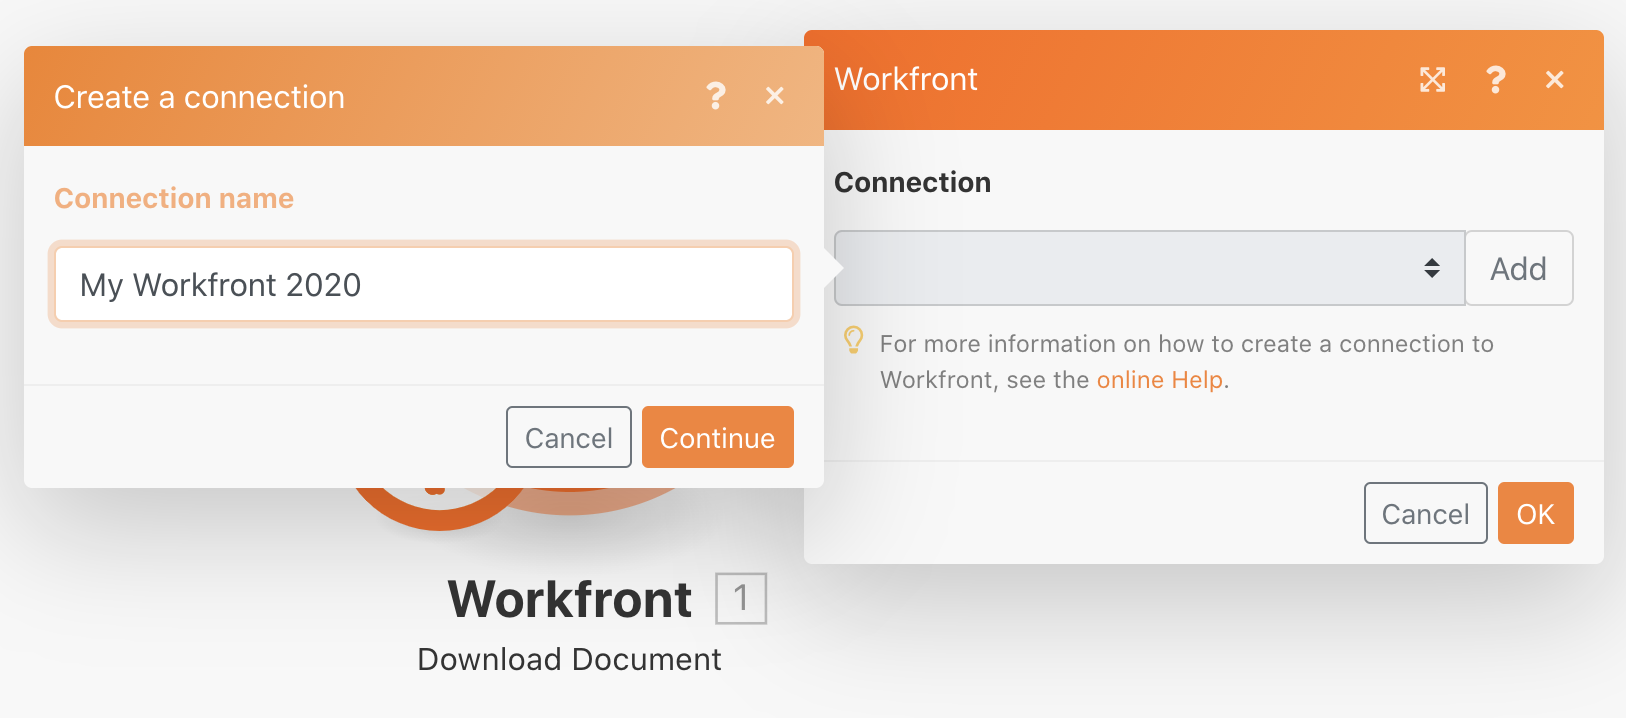 Create a connection
?
×
Connection name
My Workfront 2020
Cancel
Continue
Workfront
?
×
Connection
Add
For more information on how to create a connection to
Workfront, see the online Help.
Cancel
OK
Workfront 1
Download Document